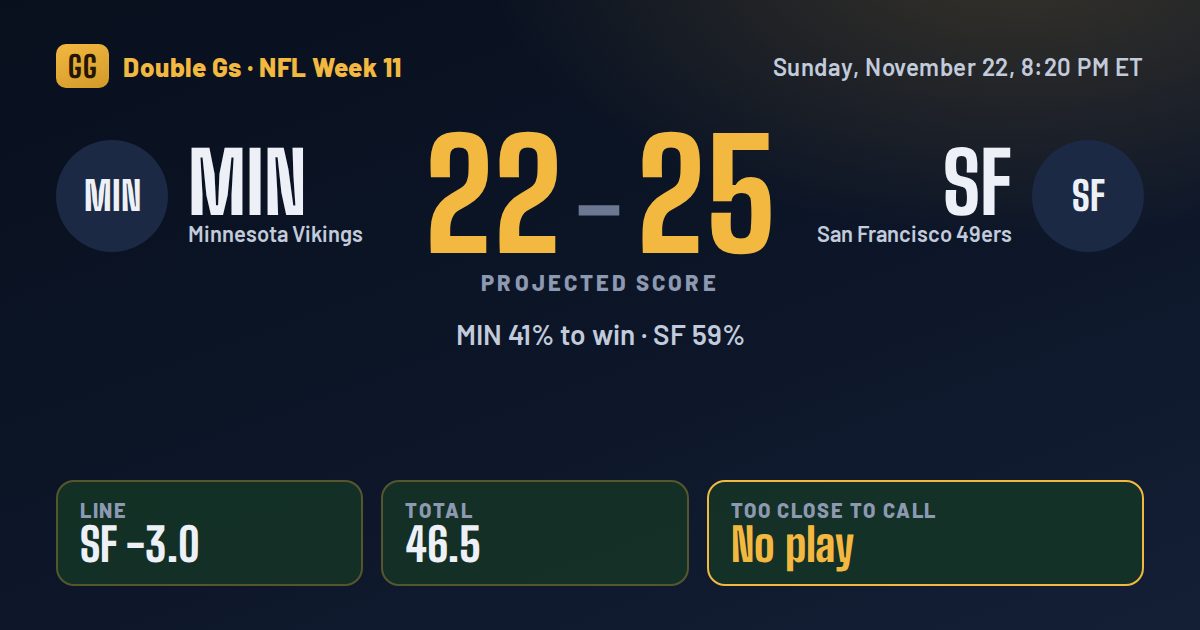 GG Double Gs · NFL Week 11
Sunday, November 22, 8:20 PM ET
MIN
MIN
Minnesota Vikings
22 – 25
PROJECTED SCORE
MIN 41% to win · SF 59%
SF
San Francisco 49ers
SF
LINE
SF −3.0
TOTAL
46.5
TOO CLOSE TO CALL
No play